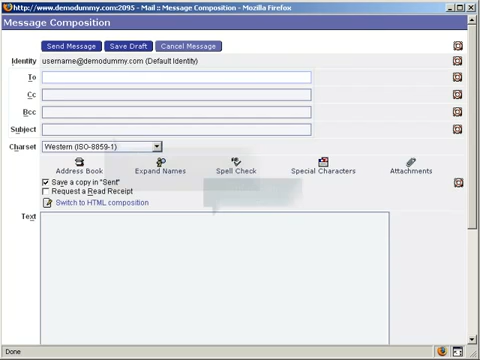 http://www.demodummy.com:2095 - Mail :: Message Composition - Mozilla Firefox
Message Composition
Send Message Save Draft Cancel Message
Identity username@demodummy.com (Default Identity)
To
Cc
Bcc
Subject
Charset Western (ISO-8859-1)
Address Book Expand Names Spell Check Special Characters Attachments
Save a copy in "Sent"
Request a Read Receipt
Switch to HTML composition
Text
Done